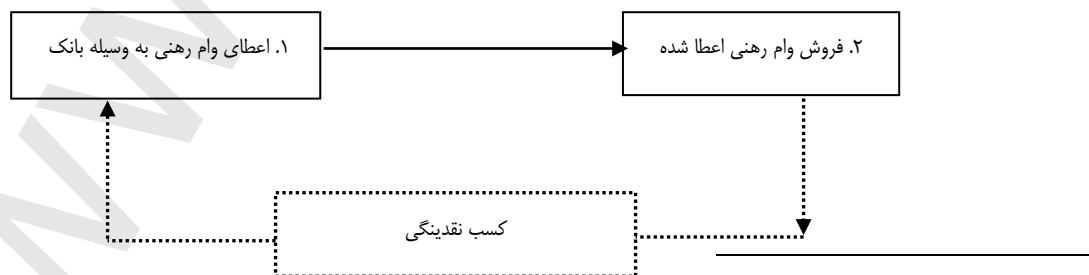 ۱. اعطای وام رهنی به وسیله بانک
۲. فروش وام رهنی اعطا شده
کسب نقدینگی